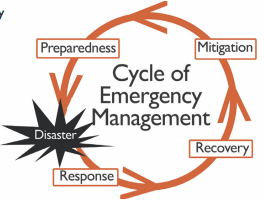 Preparedness
Mitigation
Cycle of
Emergency
Management
Disaster
Recovery
Response